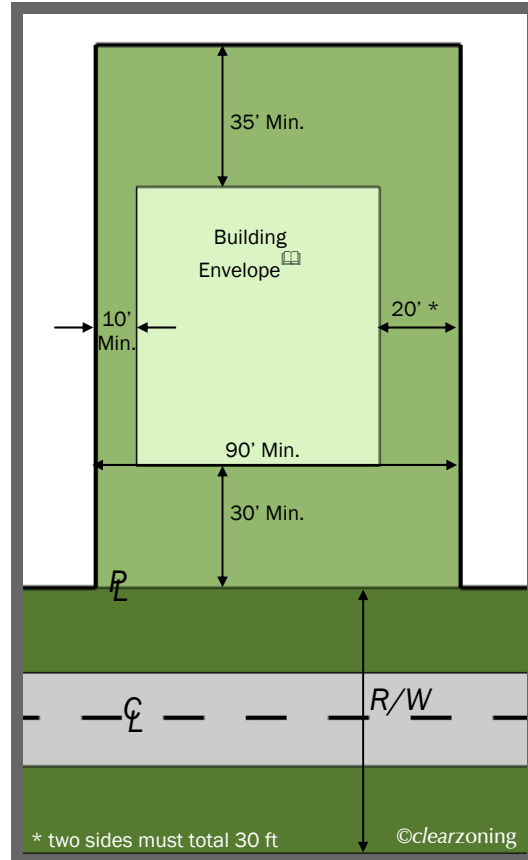 35’ Min.
Building
Envelope
10’
Min.
20’ *
90’ Min.
30’ Min.
PL
CL
R/W
* two sides must total 30 ft
©clearzoning